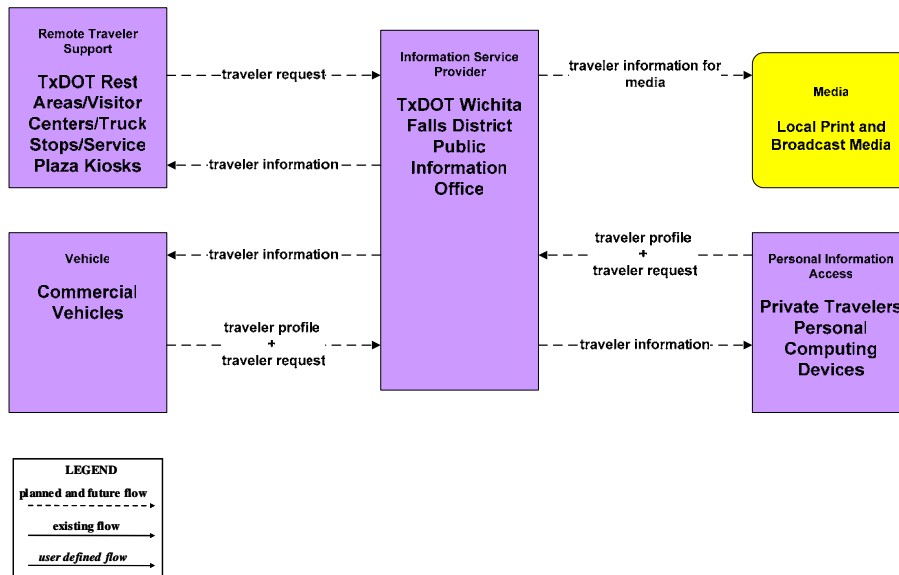 Remote Traveler
Support
TxDOT Rest
Areas/Visitor
Centers/Truck
Stops/Service
Plaza Kiosks
traveler request
traveler information
Information Service
Provider
TxDOT Wichita
Falls District
Public
Information
Office
traveler information for
media
Media
Local Print and
Broadcast Media
Vehicle
Commercial
Vehicles
traveler information
traveler profile
+
traveler request
traveler profile
+
traveler request
traveler information
Personal Information
Access
Private Travelers
Personal
Computing
Devices
LEGEND
planned and future flow
existing flow
user defined flow